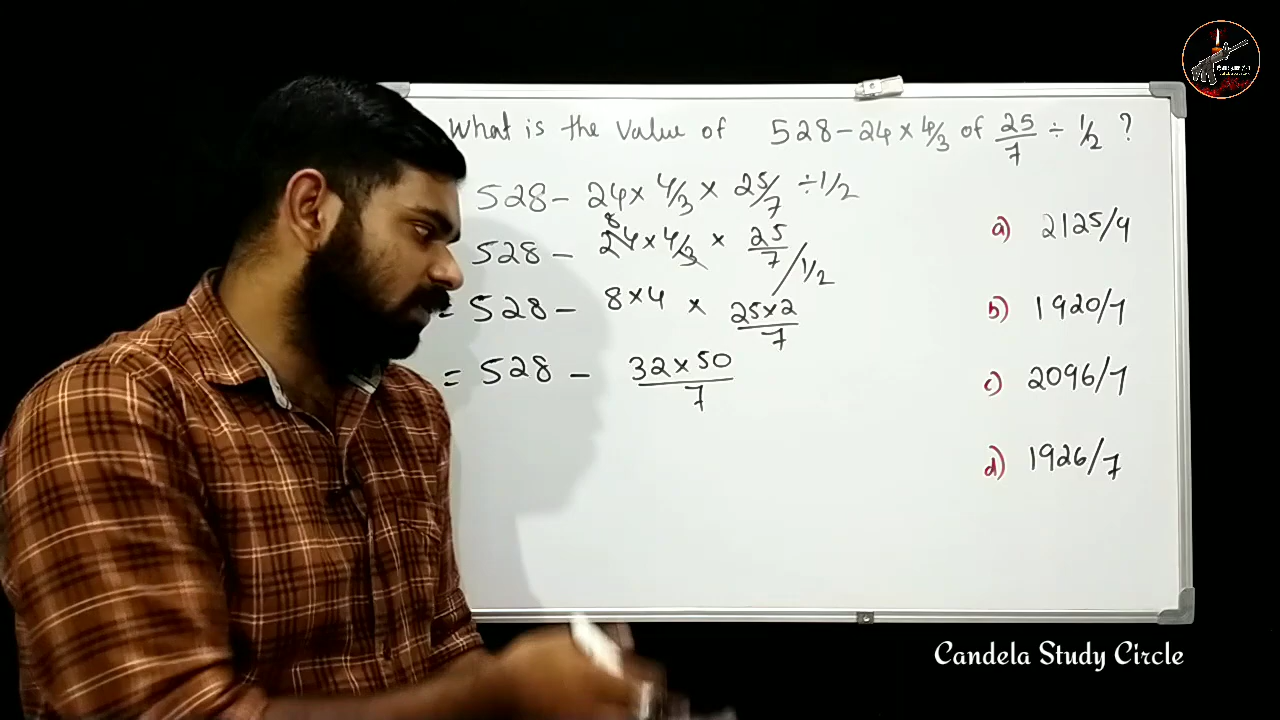 What is the value of 528 - 24 × 4/3 of 25/7 ÷ 1/2 ?
528 - 24 × 4/3 × 25/7 ÷ 1/2
8
528 - 24 × 4/3 × 25/7 / 1/2
= 528 - 8 × 4 × 25×2/7
= 528 - 32 × 50/7
a) 2125/9
b) 1920/7
c) 2096/7
d) 1926/7
Candela Study Circle